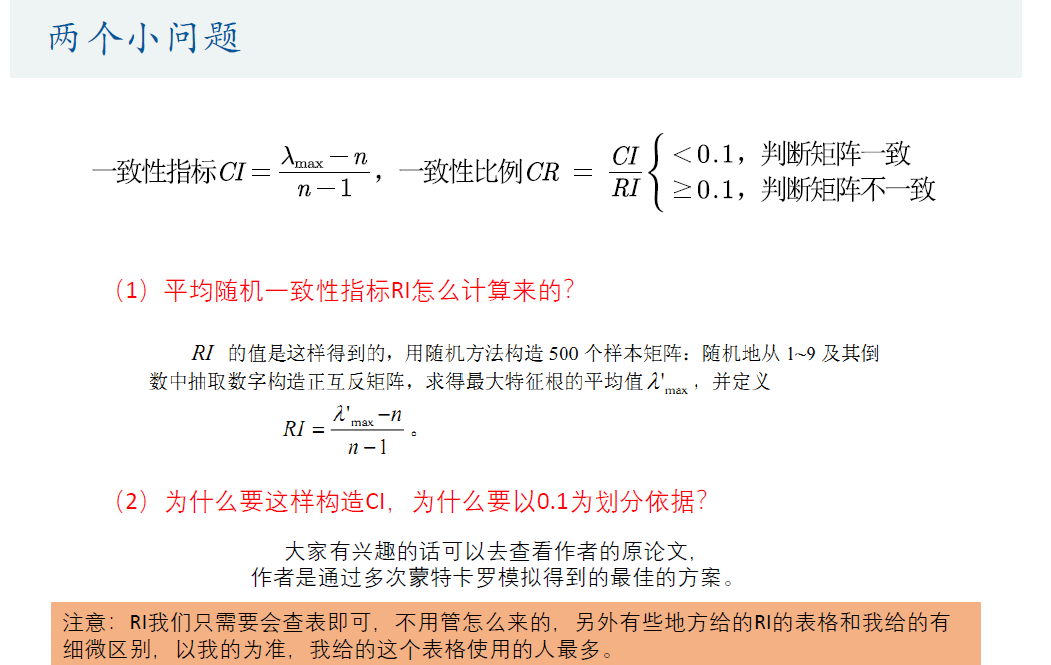 两个小问题
一致性指标CI = \frac{λ_{max} − n}{n − 1}，一致性比例CR = \frac{CI}{RI} { <0.1，判断矩阵一致
≥0.1，判断矩阵不一致
（1）平均随机一致性指标RI怎么计算来的？
RI 的值是这样得到的，用随机方法构造 500 个样本矩阵：随机地从 1~9 及其倒
数中抽取数字构造正互反矩阵，求得最大特征根的平均值 λ'_{max}，并定义
RI = \frac{λ'_{max} − n}{n − 1}。
（2）为什么要这样构造CI，为什么要以0.1为划分依据？
大家有兴趣的话可以去查看作者的原论文，
作者是通过多次蒙特卡罗模拟得到的最佳的方案。
注意：RI我们只需要会查表即可，不用管怎么来的，另外有些地方给的RI的表格和我给的有
细微区别，以我的为准，我给的这个表格使用的人最多。